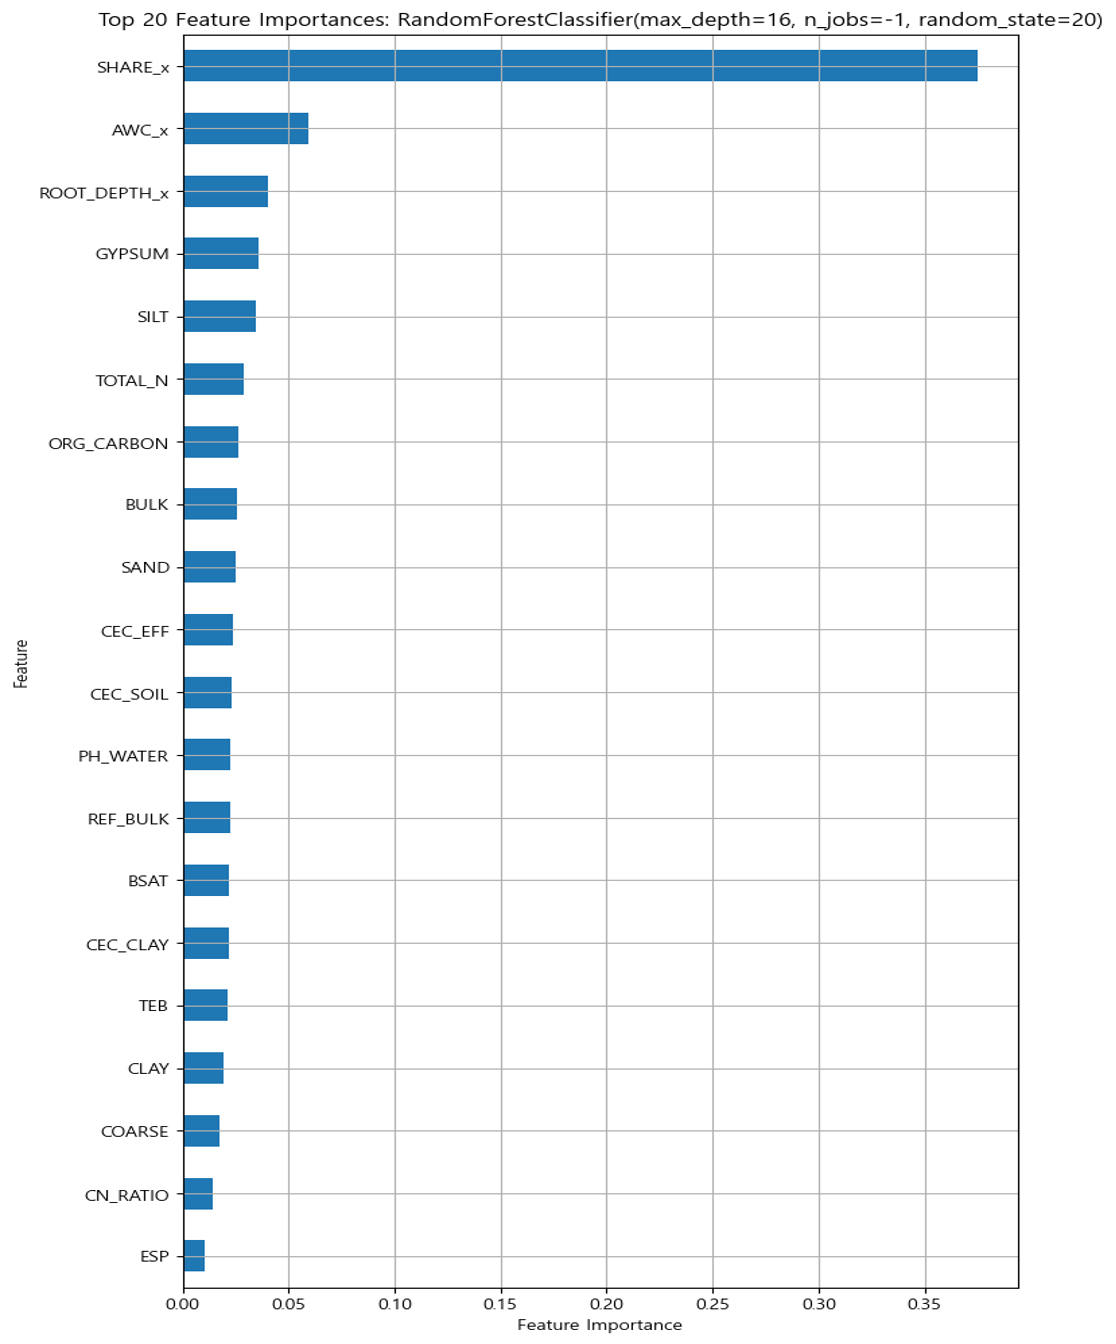 Top 20 Feature Importances: RandomForestClassifier(max_depth=16, n_jobs=-1, random_state=20)
SHARE_x
AWC_x
ROOT_DEPTH_x
GYPSUM
SILT
TOTAL_N
ORG_CARBON
BULK
SAND
CEC_EFF
CEC_SOIL
PH_WATER
REF_BULK
BSAT
CEC_CLAY
TEB
CLAY
COARSE
CN_RATIO
ESP
Feature
0.00 0.05 0.10 0.15 0.20 0.25 0.30 0.35
Feature Importance